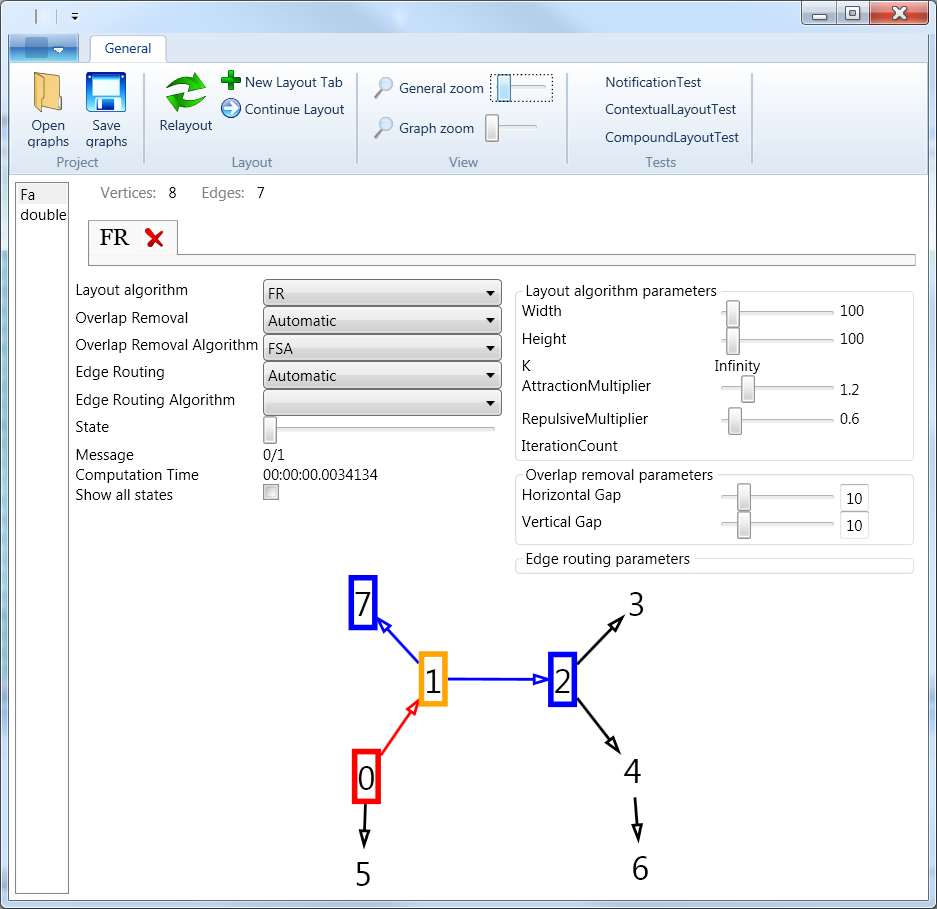 General
Open graphs
Save graphs
Project
Relayout
New Layout Tab
Continue Layout
Layout
General zoom
Graph zoom
View
NotificationTest
ContextualLayoutTest
CompoundLayoutTest
Tests
Fa
double
Vertices: 8 Edges: 7
FR
Layout algorithm FR
Overlap Removal Automatic
Overlap Removal Algorithm FSA
Edge Routing Automatic
Edge Routing Algorithm
State
Message 0/1
Computation Time 00:00:00.0034134
Show all states
Layout algorithm parameters
Width 100
Height 100
K Infinity
AttractionMultiplier 1.2
RepulsiveMultiplier 0.6
IterationCount
Overlap removal parameters
Horizontal Gap 10
Vertical Gap 10
Edge routing parameters
7
3
1
2
0
4
5
6